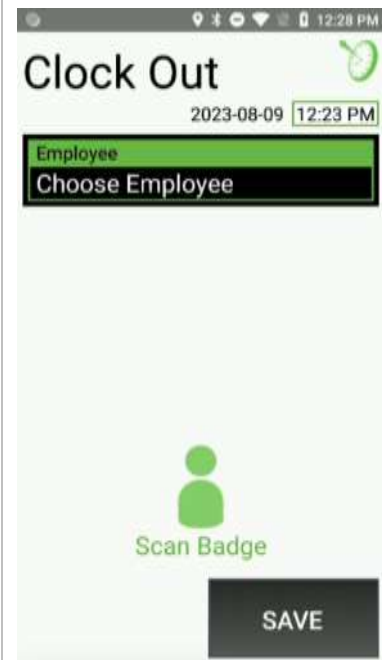 12:28 PM
Clock Out
2023-08-09 12:23 PM
Employee
Choose Employee
Scan Badge
SAVE